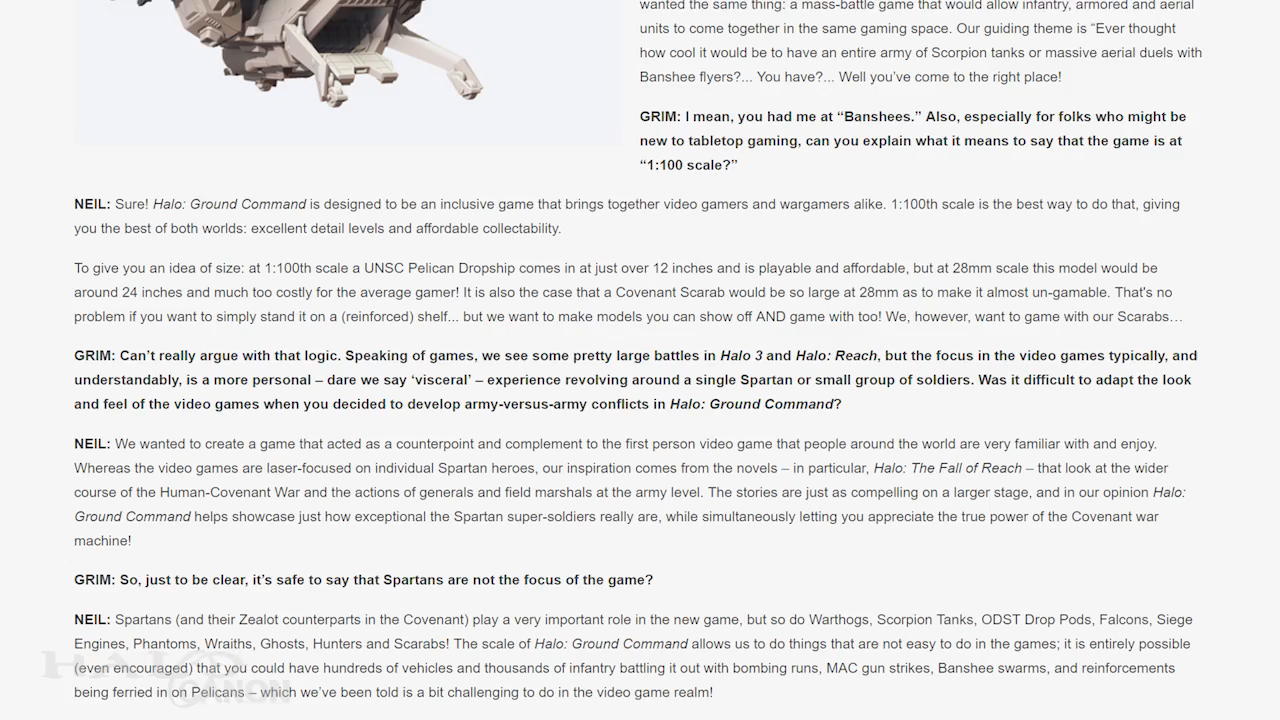 wanted the same thing: a mass-battle game that would allow infantry, armored and aerial
units to come together in the same gaming space. Our guiding theme is “Ever thought
how cool it would be to have an entire army of Scorpion tanks or massive aerial duels with
Banshee flyers?... You have?... Well you’ve come to the right place!
GRIM: I mean, you had me at “Banshees.” Also, especially for folks who might be
new to tabletop gaming, can you explain what it means to say that the game is at
“1:100 scale?”
NEIL: Sure! Halo: Ground Command is designed to be an inclusive game that brings together video gamers and wargamers alike. 1:100th scale is the best way to do that, giving
you the best of both worlds: excellent detail levels and affordable collectability.
To give you an idea of size: at 1:100th scale a UNSC Pelican Dropship comes in at just over 12 inches and is playable and affordable, but at 28mm scale this model would be
around 24 inches and much too costly for the average gamer! It is also the case that a Covenant Scarab would be so large at 28mm as to make it almost un-gamable. That's no
problem if you want to simply stand it on a (reinforced) shelf... but we want to make models you can show off AND game with too! We, however, want to game with our Scarabs…
GRIM: Can’t really argue with that logic. Speaking of games, we see some pretty large battles in Halo 3 and Halo: Reach, but the focus in the video games typically, and
understandably, is a more personal – dare we say ‘visceral’ – experience revolving around a single Spartan or small group of soldiers. Was it difficult to adapt the look
and feel of the video games when you decided to develop army-versus-army conflicts in Halo: Ground Command?
NEIL: We wanted to create a game that acted as a counterpoint and complement to the first person video game that people around the world are very familiar with and enjoy.
Whereas the video games are laser-focused on individual Spartan heroes, our inspiration comes from the novels – in particular, Halo: The Fall of Reach – that look at the wider
course of the Human-Covenant War and the actions of generals and field marshals at the army level. The stories are just as compelling on a larger stage, and in our opinion Halo:
Ground Command helps showcase just how exceptional the Spartan super-soldiers really are, while simultaneously letting you appreciate the true power of the Covenant war
machine!
GRIM: So, just to be clear, it’s safe to say that Spartans are not the focus of the game?
NEIL: Spartans (and their Zealot counterparts in the Covenant) play a very important role in the new game, but so do Warthogs, Scorpion Tanks, ODST Drop Pods, Falcons, Siege
Engines, Phantoms, Wraiths, Ghosts, Hunters and Scarabs! The scale of Halo: Ground Command allows us to do things that are not easy to do in the games; it is entirely possible
(even encouraged) that you could have hundreds of vehicles and thousands of infantry battling it out with bombing runs, MAC gun strikes, Banshee swarms, and reinforcements
being ferried in on Pelicans – which we’ve been told is a bit challenging to do in the video game realm!
HALO
CANON